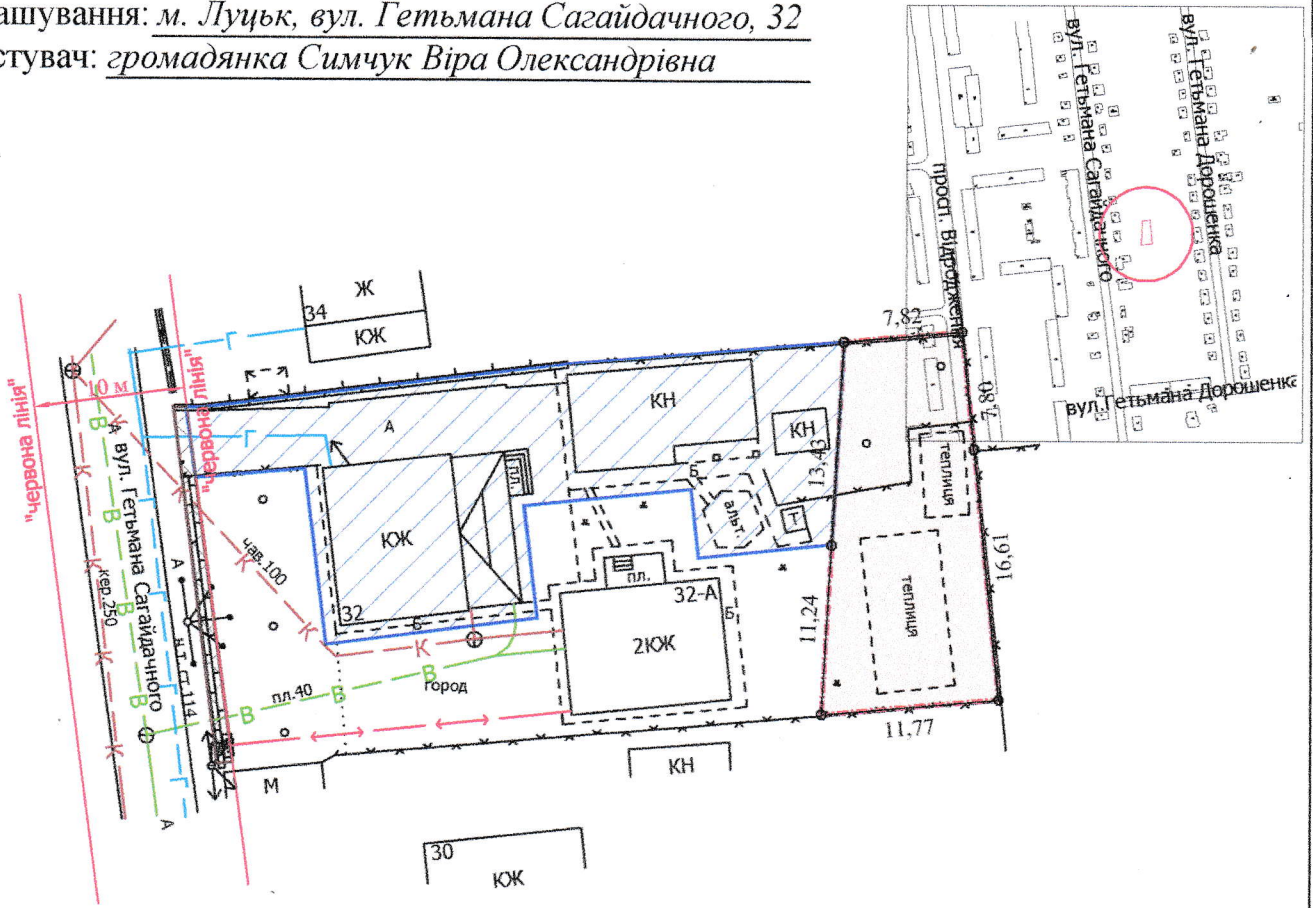 ашування: м. Луцьк, вул. Гетьмана Сагайдачного, 32
стувач: громадянка Симчук Віра Олександрівна
вул. Гетьмана Сагайдачного
вул. Гетьмана Дорошенка
просп. Відродження
вул.Гетьмана Дорошенка
"червона лінія"
10 м
"червона лінія"
34
Ж
КЖ
7,82
7,80
КН
КН
13,43
теплиця
А
Г
Г
В
К
А
вул. Гетьмана Сагайдачного
кер.250
чав.100
КЖ
32
пл.
Б
Б
альт.
Т
16,61
теплиця
пл.
32-А
Б
2КЖ
11,24
К
К
В
В
В
пл.40
город
А
н.т. ст.114
11,77
М
КН
А
30
КЖ